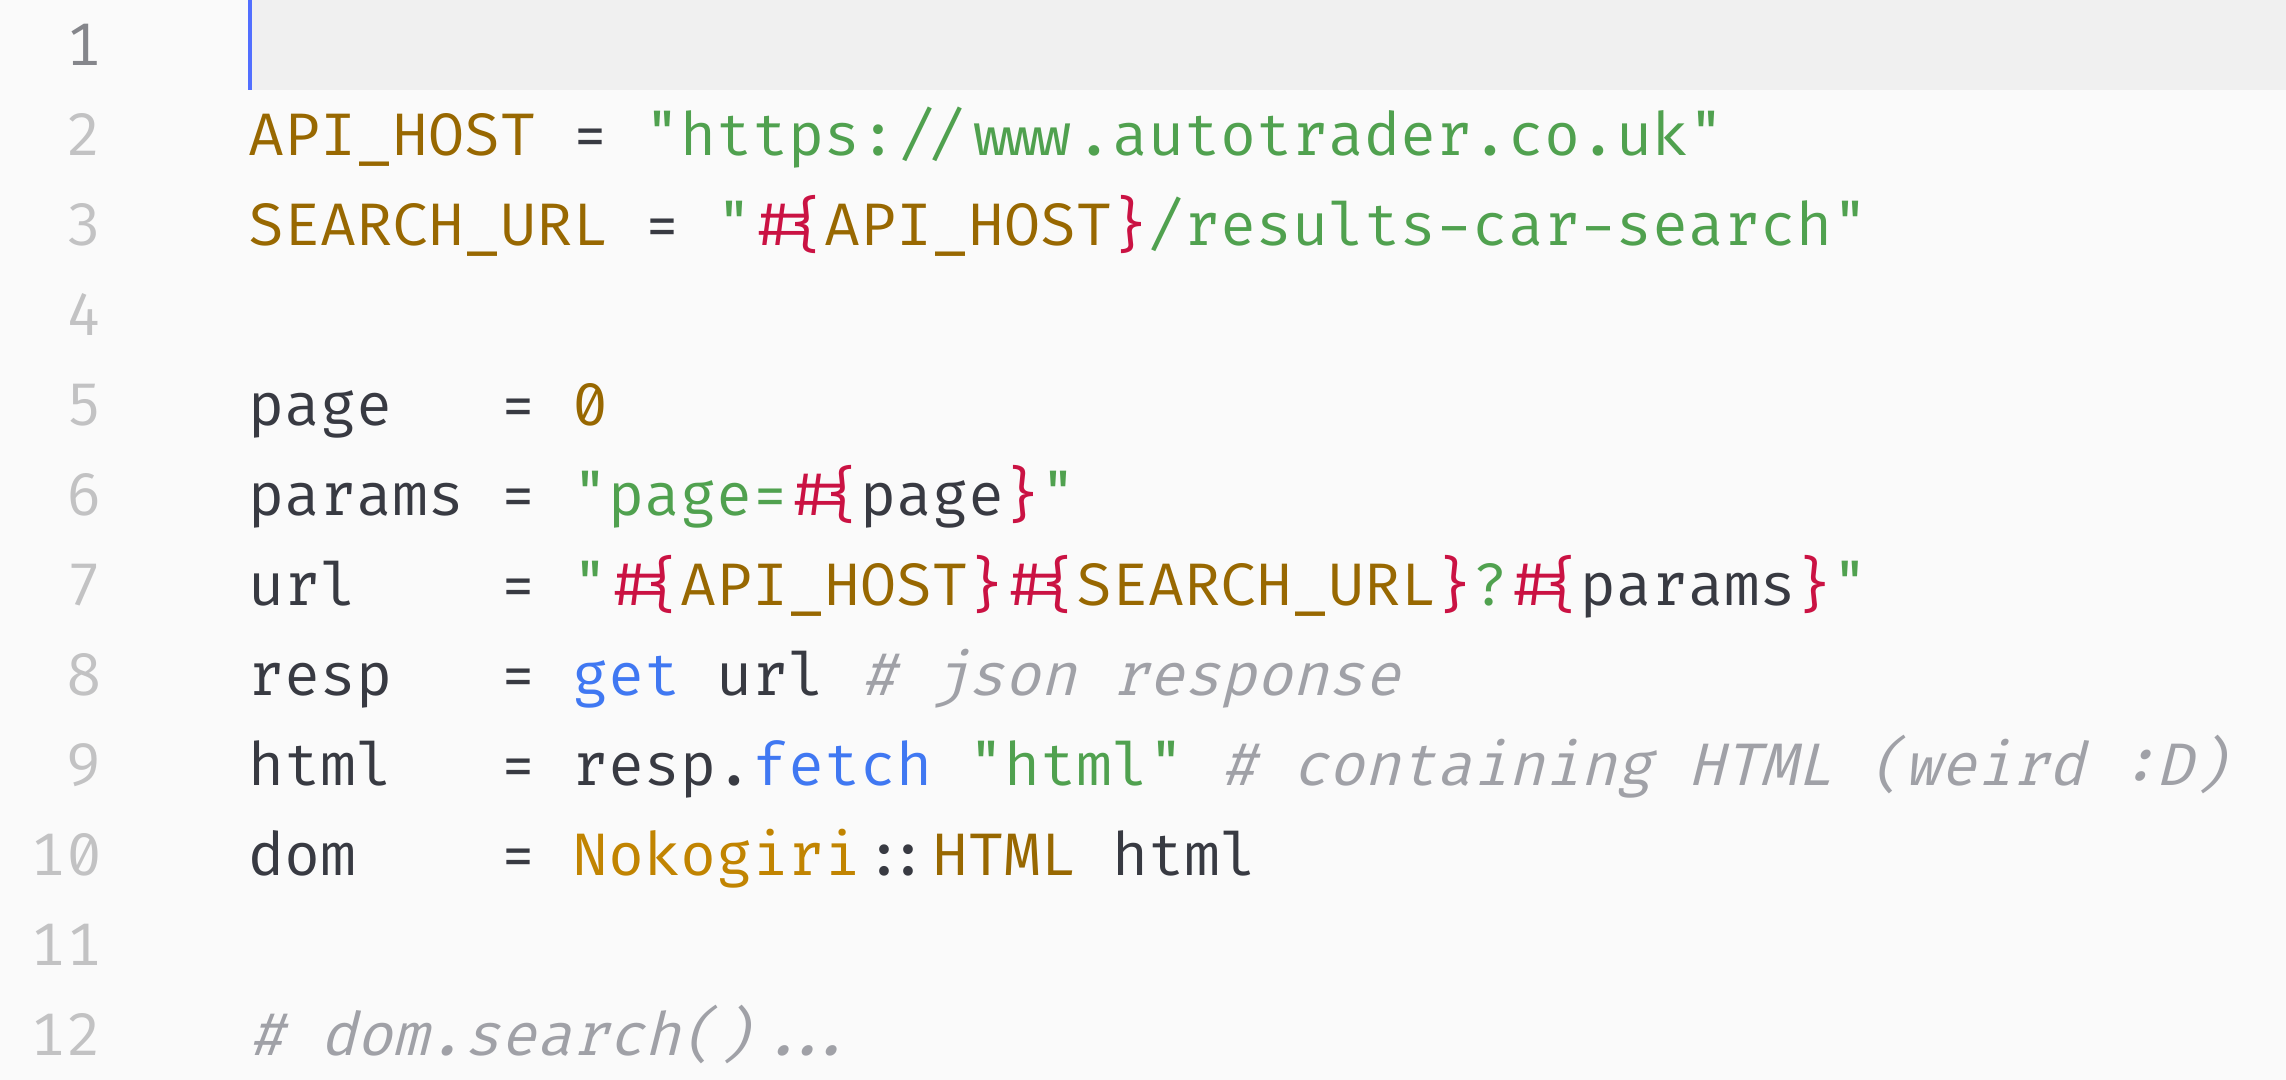 1
2 API_HOST = "https://www.autotrader.co.uk"
3 SEARCH_URL = "#{API_HOST}/results-car-search"
4
5 page   = 0
6 params = "page=#{page}"
7 url    = "#{API_HOST}#{SEARCH_URL}?#{params}"
8 resp   = get url # json response
9 html   = resp.fetch "html" # containing HTML (weird :D)
10 dom    = Nokogiri::HTML html
11
12 # dom.search()...